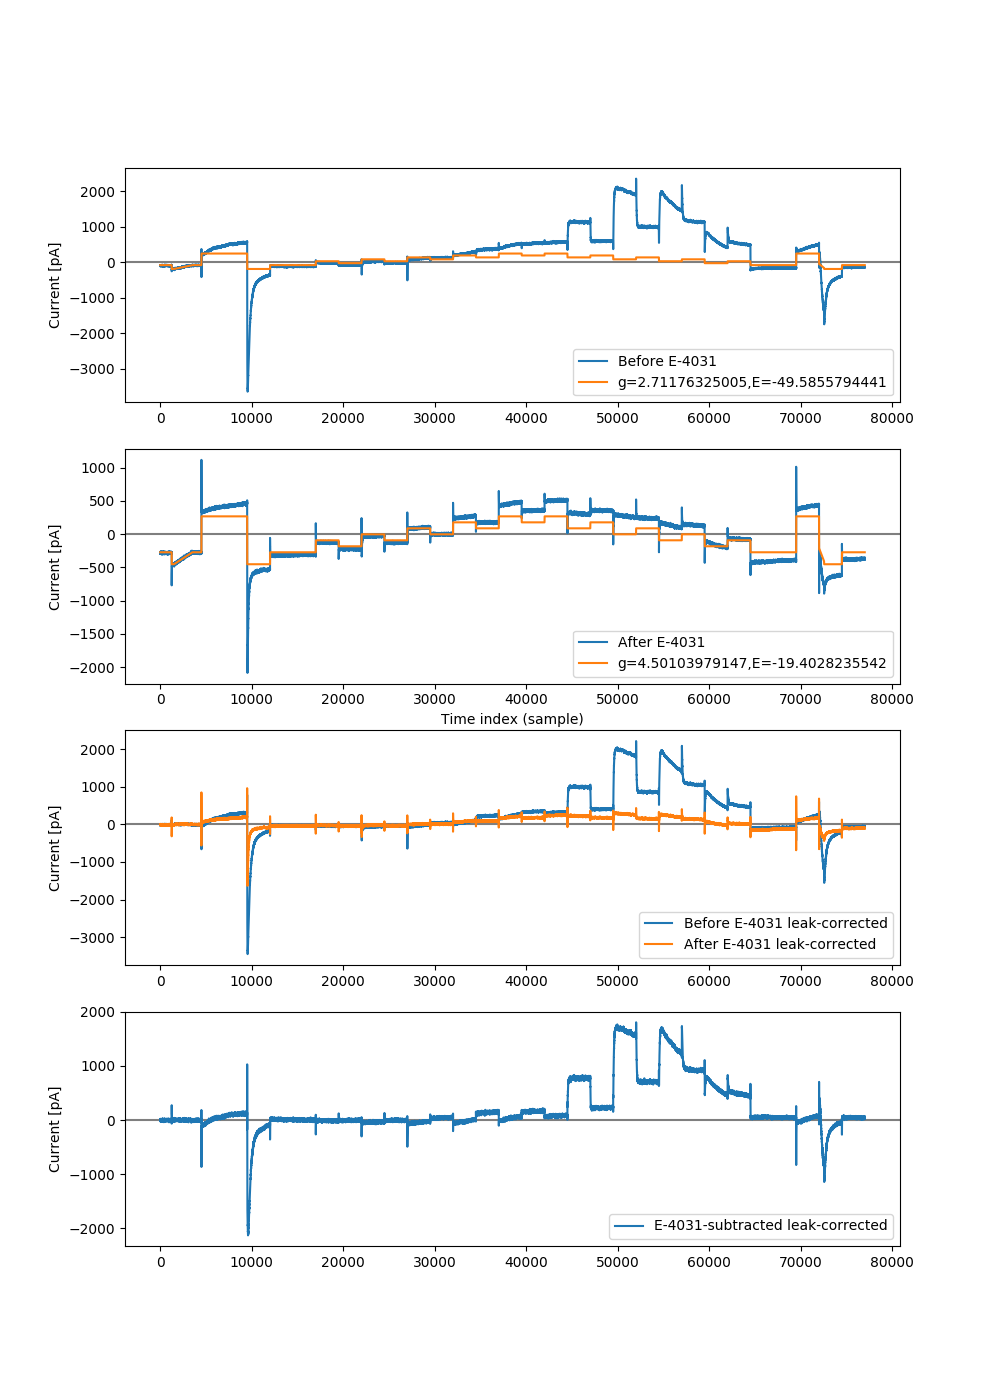 2000
1000
0
−1000
−2000
−3000
Current [pA]
Before E-4031
g=2.71176325005,E=-49.5855794441
0 10000 20000 30000 40000 50000 60000 70000 80000
1000
500
0
−500
−1000
−1500
−2000
Current [pA]
After E-4031
g=4.50103979147,E=-19.4028235542
0 10000 20000 30000 40000 50000 60000 70000 80000
Time index (sample)
2000
1000
0
−1000
−2000
−3000
Current [pA]
Before E-4031 leak-corrected
After E-4031 leak-corrected
0 10000 20000 30000 40000 50000 60000 70000 80000
2000
1000
0
−1000
−2000
Current [pA]
E-4031-subtracted leak-corrected
0 10000 20000 30000 40000 50000 60000 70000 80000